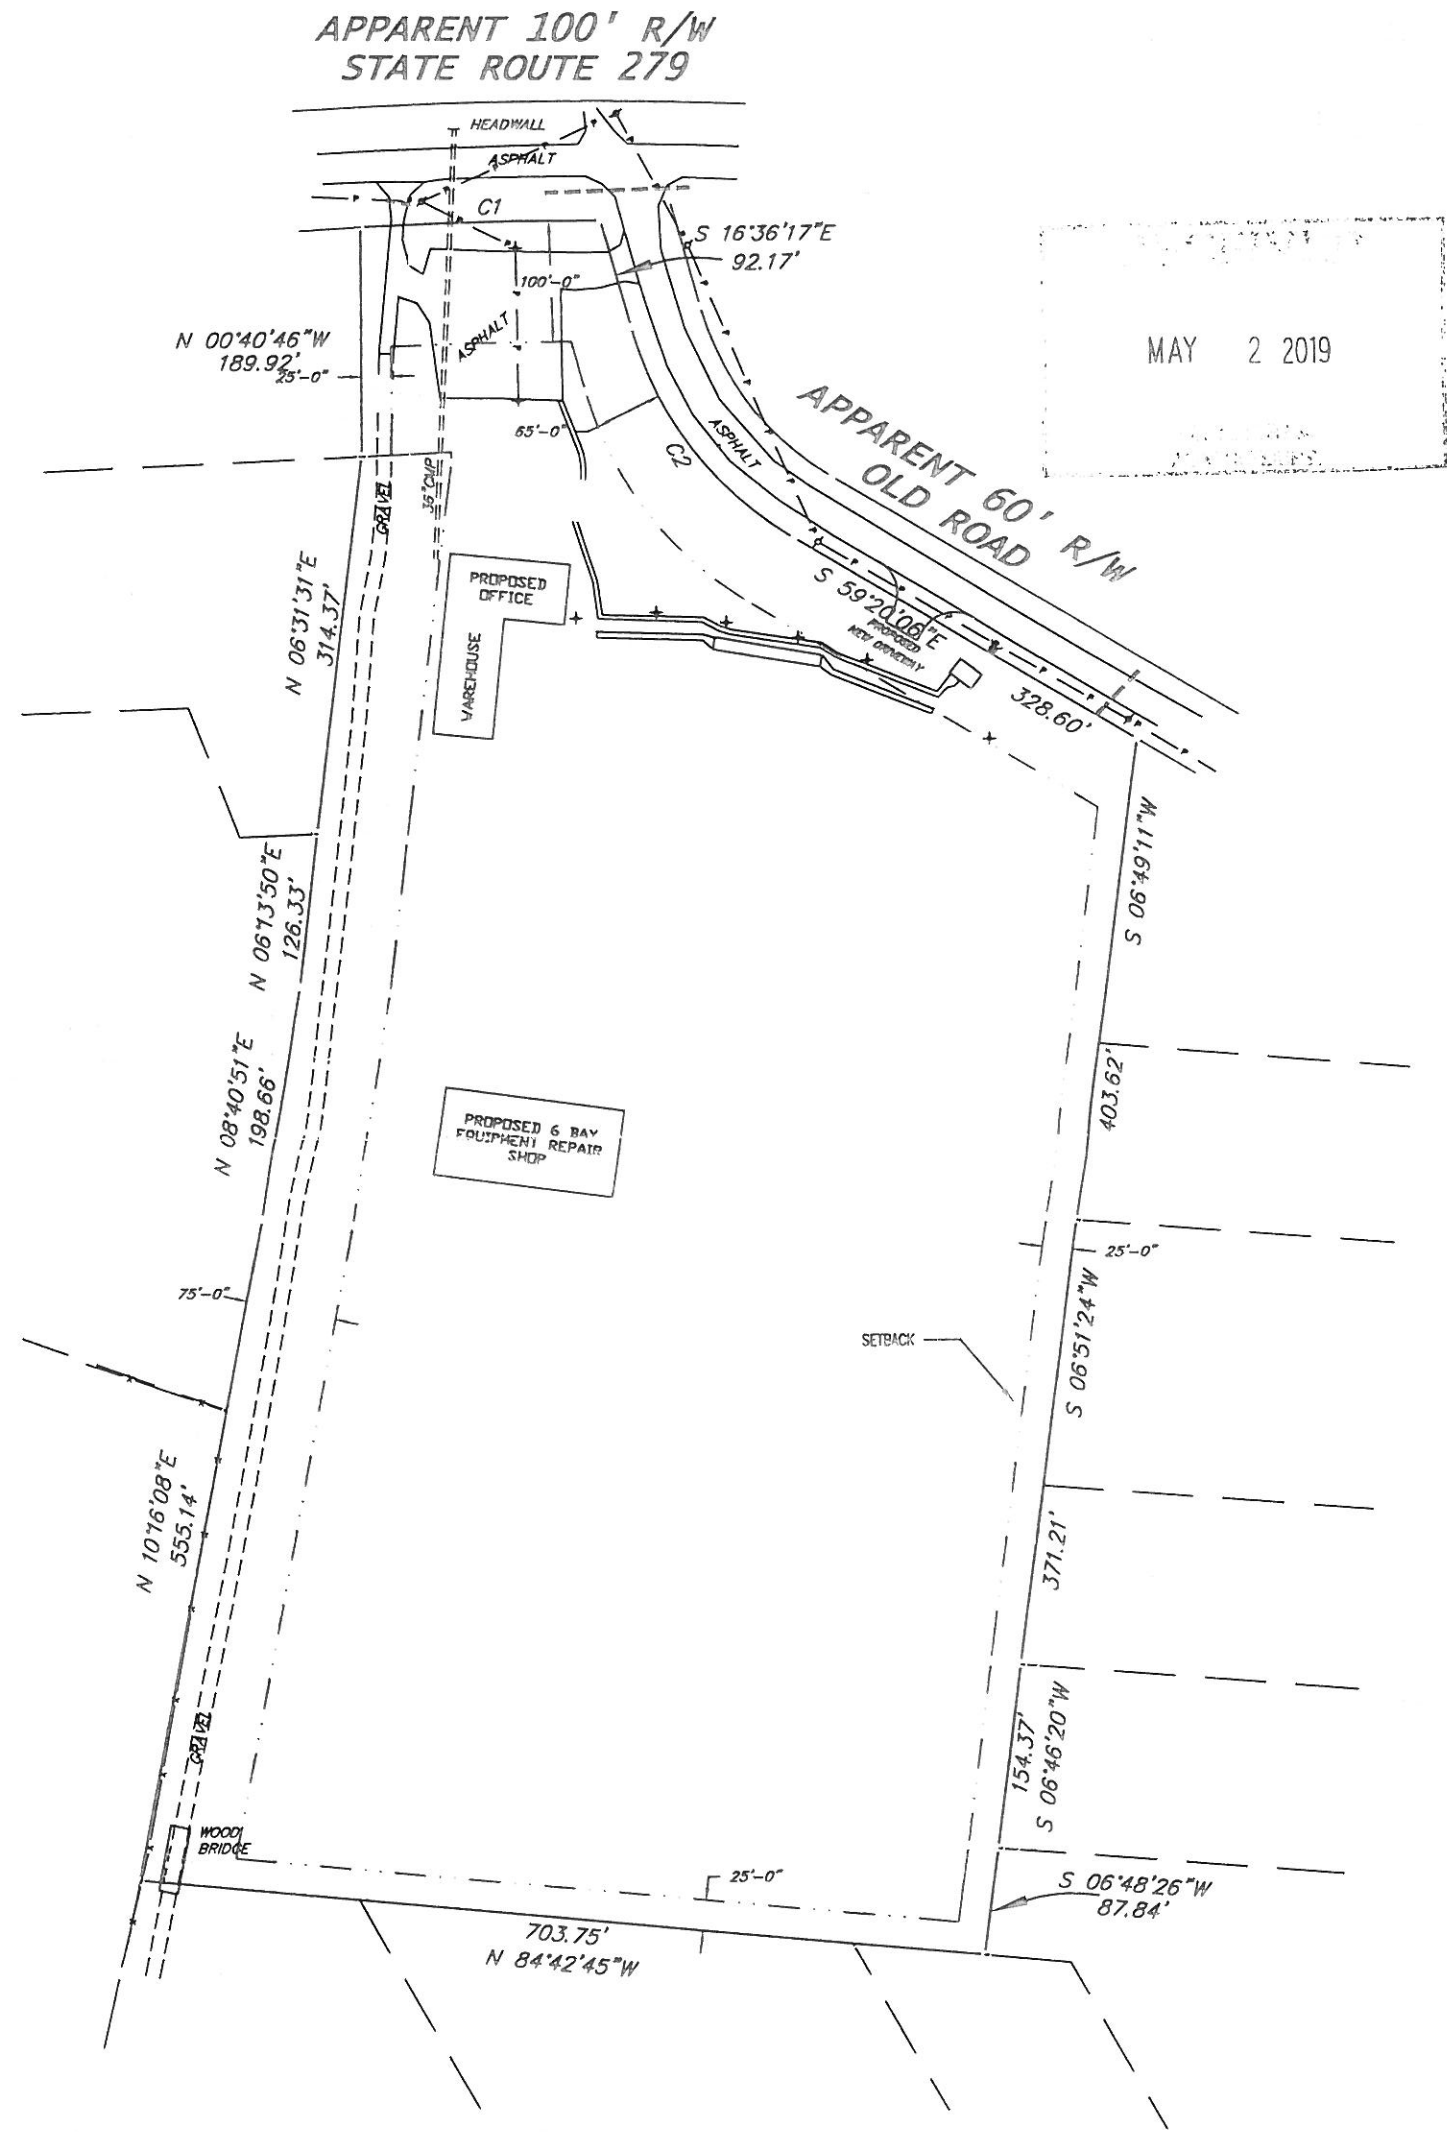 APPARENT 100' R/W
STATE ROUTE 279
HEADWALL
ASPHALT
C1
S 16°36'17"E
92.17'
100'-0"
ASPHALT
N 00°40'46"W
189.92'
25'-0"
MAY 2 2019
65'-0"
C2
ASPHALT
APPARENT 60' R/W
OLD ROAD
36"CMP
GRAVEL
N 06°31'31"E
314.37'
PROPOSED
OFFICE
WAREHOUSE
S 59°20'06"E
328.60'
PROPOSED
NEW DRIVEWAY
S 06°49'11"W
403.62'
N 06°13'50"E
126.33'
N 08°40'51"E
198.66'
PROPOSED 6 BAY
EQUIPMENT REPAIR
SHOP
25'-0"
75'-0"
SETBACK
S 06°51'24"W
371.21'
N 10°16'08"E
555.14'
GRAVEL
154.37'
S 06°46'20"W
WOOD
BRIDGE
25'-0"
S 06°48'26"W
87.84'
703.75'
N 84°42'45"W